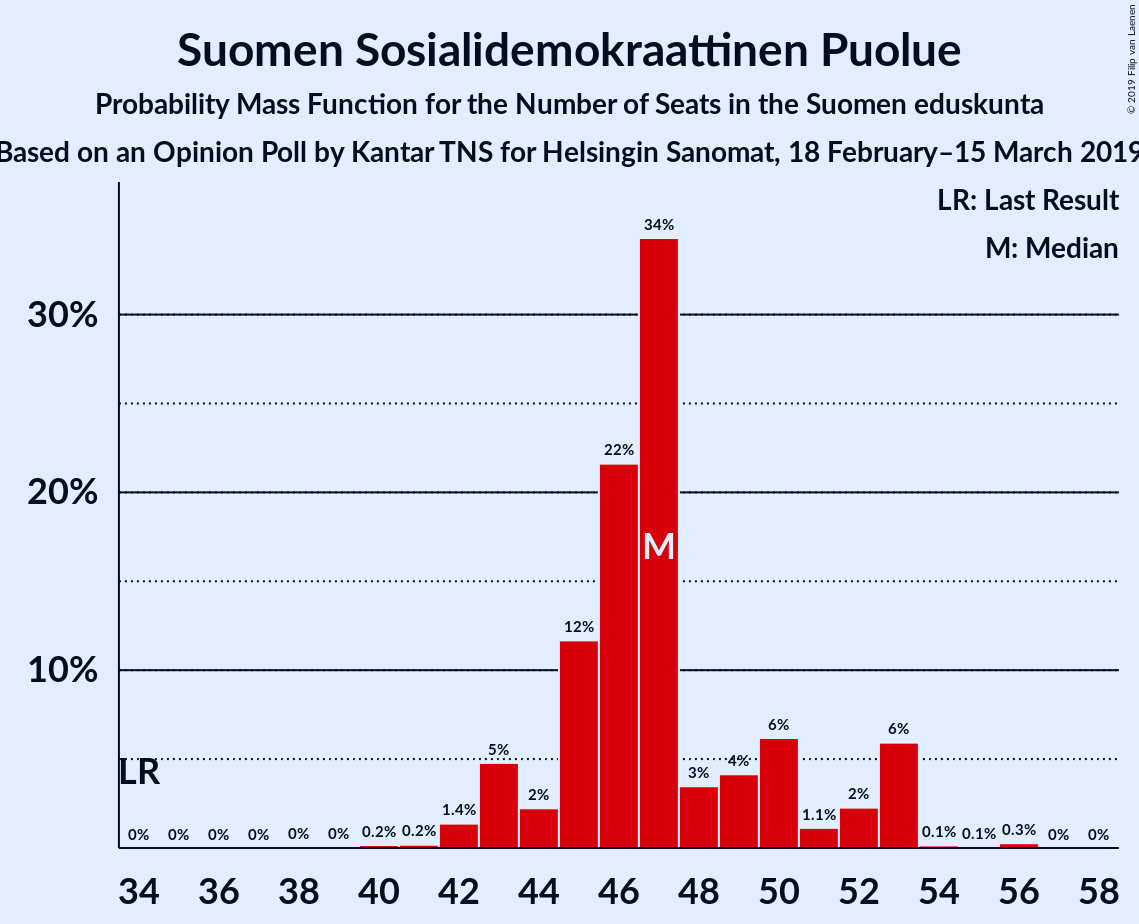 Suomen Sosialidemokraattinen Puolue
Probability Mass Function for the Number of Seats in the Suomen eduskunta
Based on an Opinion Poll by Kantar TNS for Helsingin Sanomat, 18 February–15 March 2019
© 2019 Filip van Laenen
LR: Last Result
M: Median
34%
30%
22%
20%
M
12%
10%
6%
6%
5%
4%
LR
3%
2%
2%
1.4%
1.1%
0% 0% 0% 0% 0% 0% 0.2% 0.2% 0.1% 0.1% 0.3% 0% 0%
34 36 38 40 42 44 46 48 50 52 54 56 58